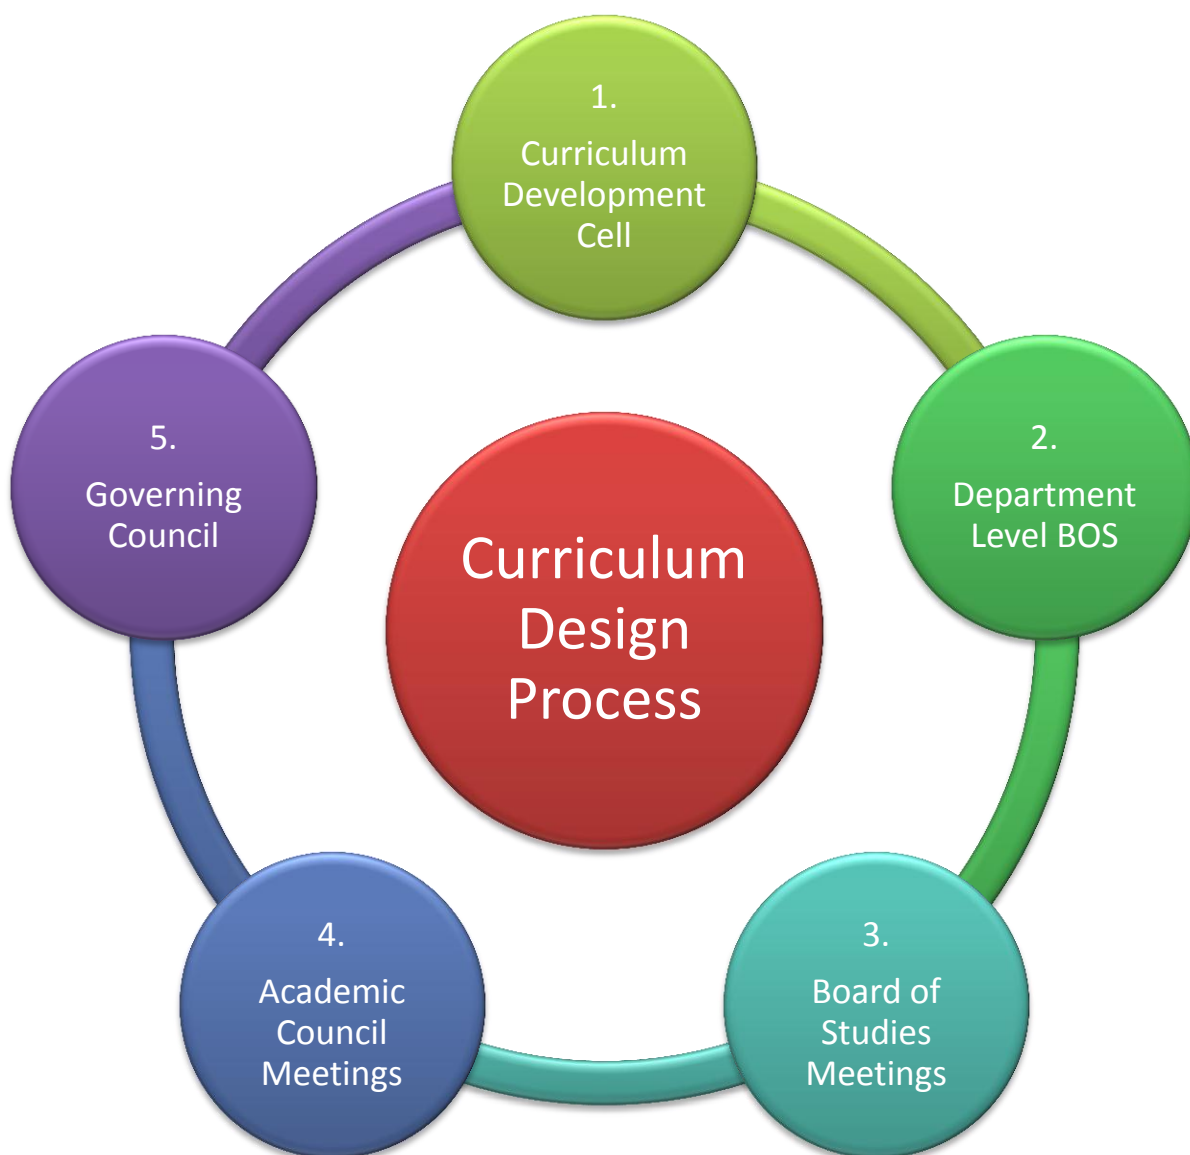 1.
Curriculum
Development
Cell
2.
Department
Level BOS
3.
Board of
Studies
Meetings
4.
Academic
Council
Meetings
5.
Governing
Council
Curriculum
Design
Process